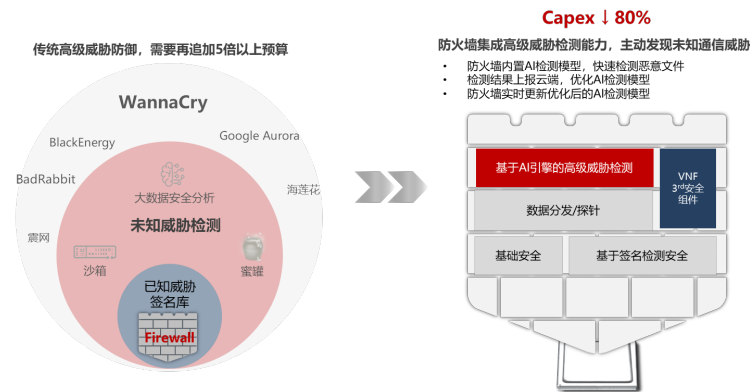 传统高级威胁防御，需要再追加5倍以上预算
WannaCry
BlackEnergy
Google Aurora
BadRabbit
海莲花
震网
大数据安全分析
未知威胁检测
沙箱
蜜罐
已知威胁
签名库
Firewall
Capex↓80%
防火墙集成高级威胁检测能力，主动发现未知通信威胁
• 防火墙内置AI检测模型，快速检测恶意文件
• 检测结果上报云端，优化AI检测模型
• 防火墙实时更新优化后的AI检测模型
基于AI引擎的高级威胁检测
VNF
3rd安全
组件
数据分发/探针
基础安全
基于签名检测安全